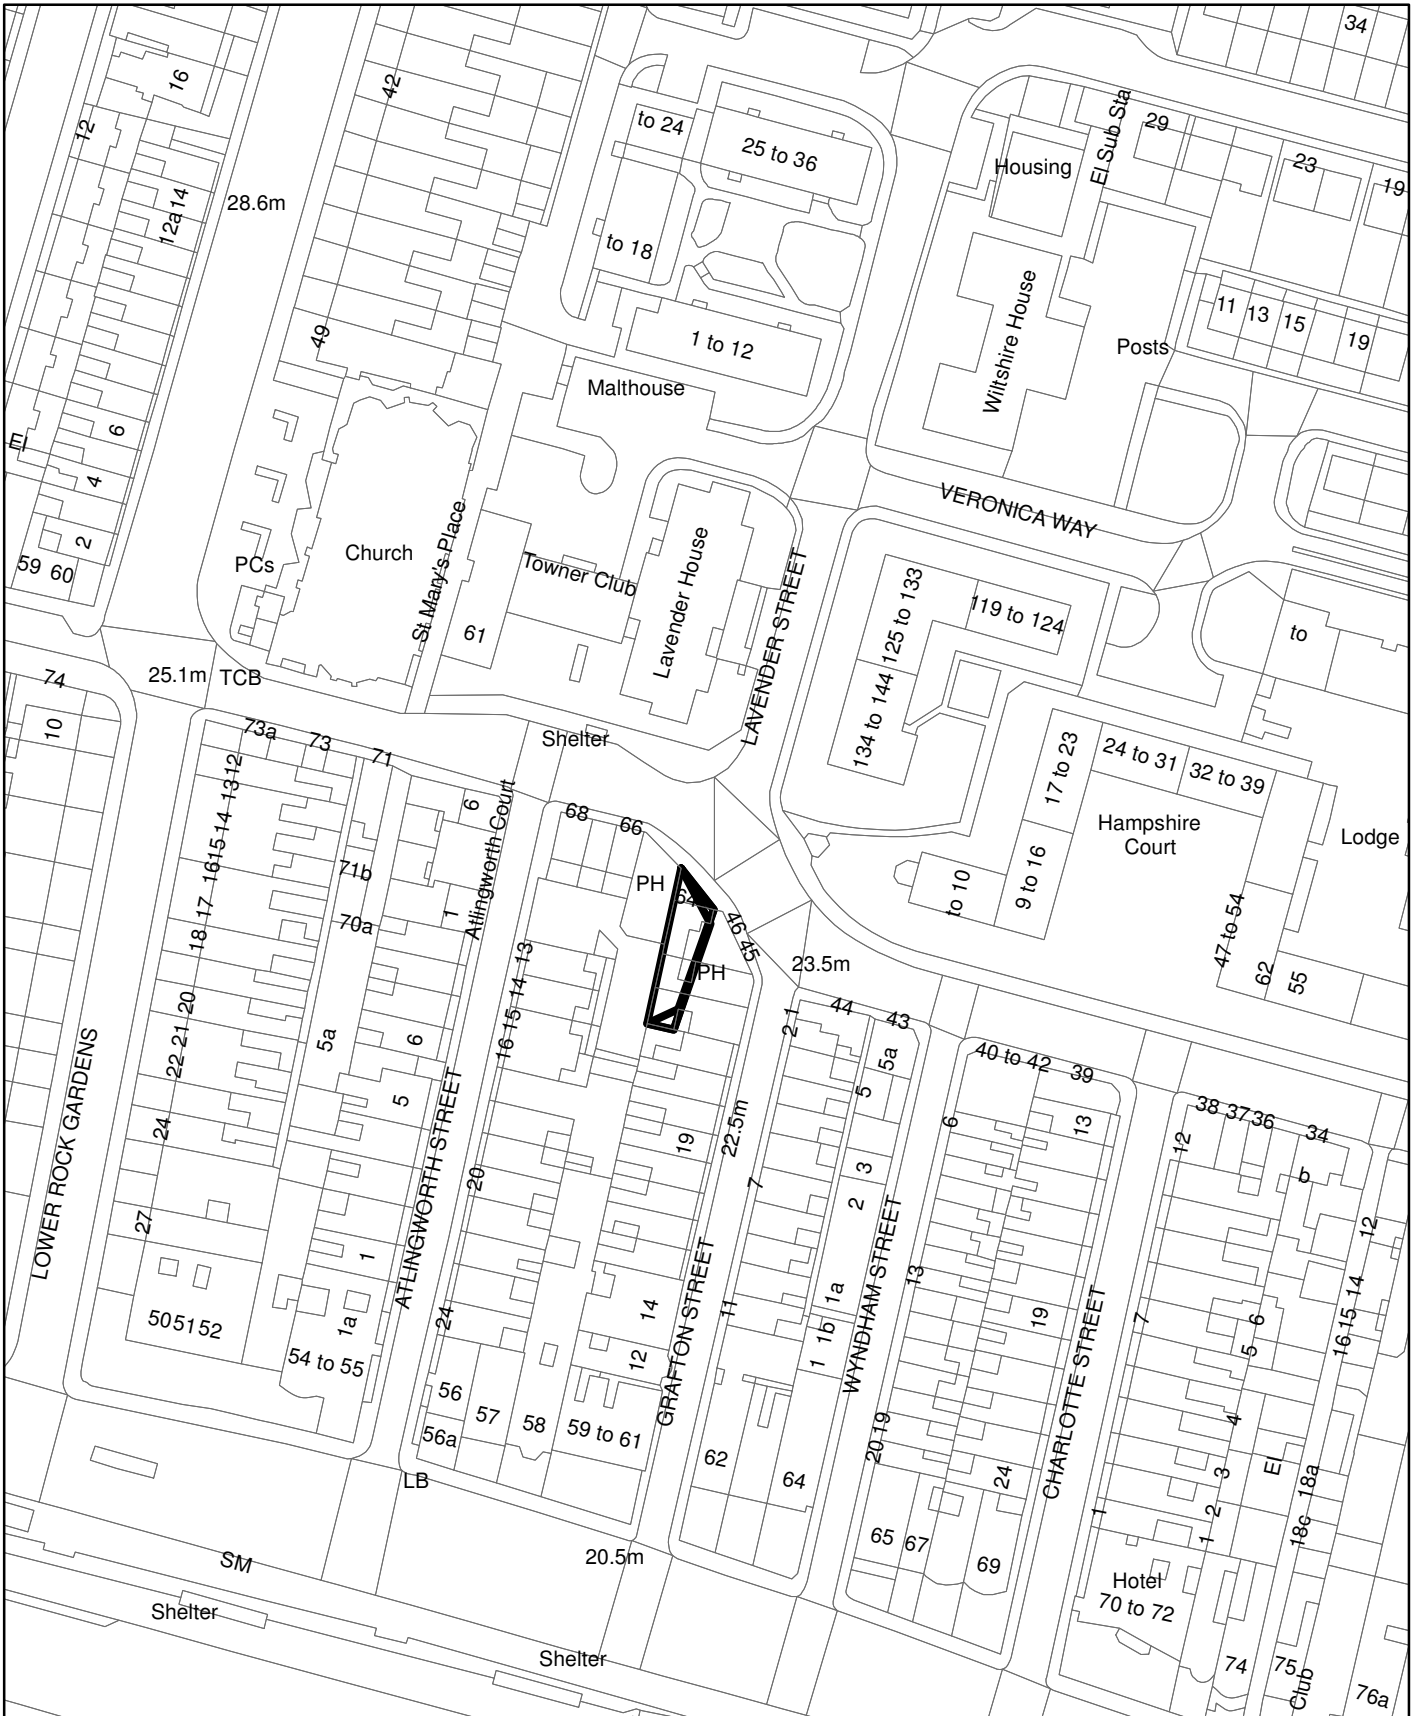 34
16
42
12
to 24
25 to 36
El Sub Sta
29
Housing
23
19
14
12a
28.6m
to 18
Wiltshire House
11
13
15
19
49
1 to 12
Posts
Malthouse
6
El
4
VERONICA WAY
2
59
60
PCs
Church
St Mary's Place
Towner Club
Lavender House
LAVENDER STREET
125 to 133
119 to 124
61
to
74
25.1m
TCB
134 to 144
10
73a
73
71
Shelter
17 to 23
24 to 31
32 to 39
12
13
14
15
16
6
Atlingworth Court
68
66
Hampshire
Court
Lodge
71b
PH
64
to 10
9 to 16
17
70a
1
46
45
47 to 54
18
13
PH
23.5m
62
55
14
20
15
44
43
21
5a
6
16
2
1
5a
40 to 42
39
22
5
5
13
38
37
36
34
LOWER ROCK GARDENS
24
ATLINGWORTH STREET
19
22.5m
6
12
3
b
20
7
2
27
1
WYNDHAM STREET
12
13
14
505152
1a
24
14
GRAFTON STREET
11
1a
19
CHARLOTTE STREET
7
6
15
16
54 to 55
12
1b
1
5
56
57
58
59 to 61
56a
62
20
19
4
LB
64
24
3
El
18a
1
2
18c
65
67
1
SM
20.5m
69
Hotel
70 to 72
Shelter
Shelter
74
75
Club
76a